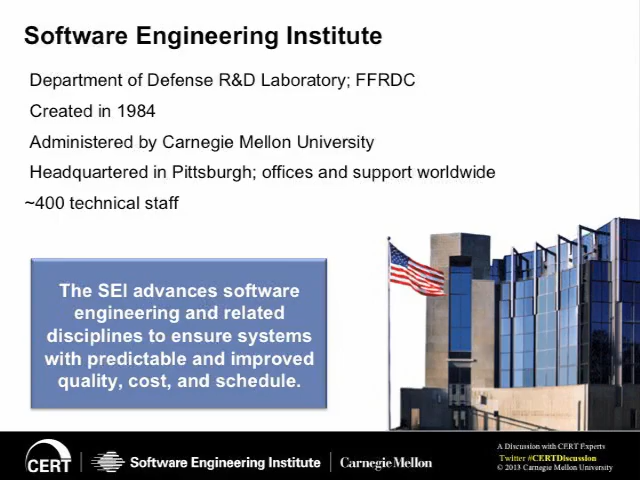 Software Engineering Institute
Department of Defense R&D Laboratory; FFRDC
Created in 1984
Administered by Carnegie Mellon University
Headquartered in Pittsburgh; offices and support worldwide
~400 technical staff
The SEI advances software
engineering and related
disciplines to ensure systems
with predictable and improved
quality, cost, and schedule.
CERT
Software Engineering Institute
Carnegie Mellon
A Discussion with CERT Experts
Twitter #CERTDiscussion
© 2013 Carnegie Mellon University